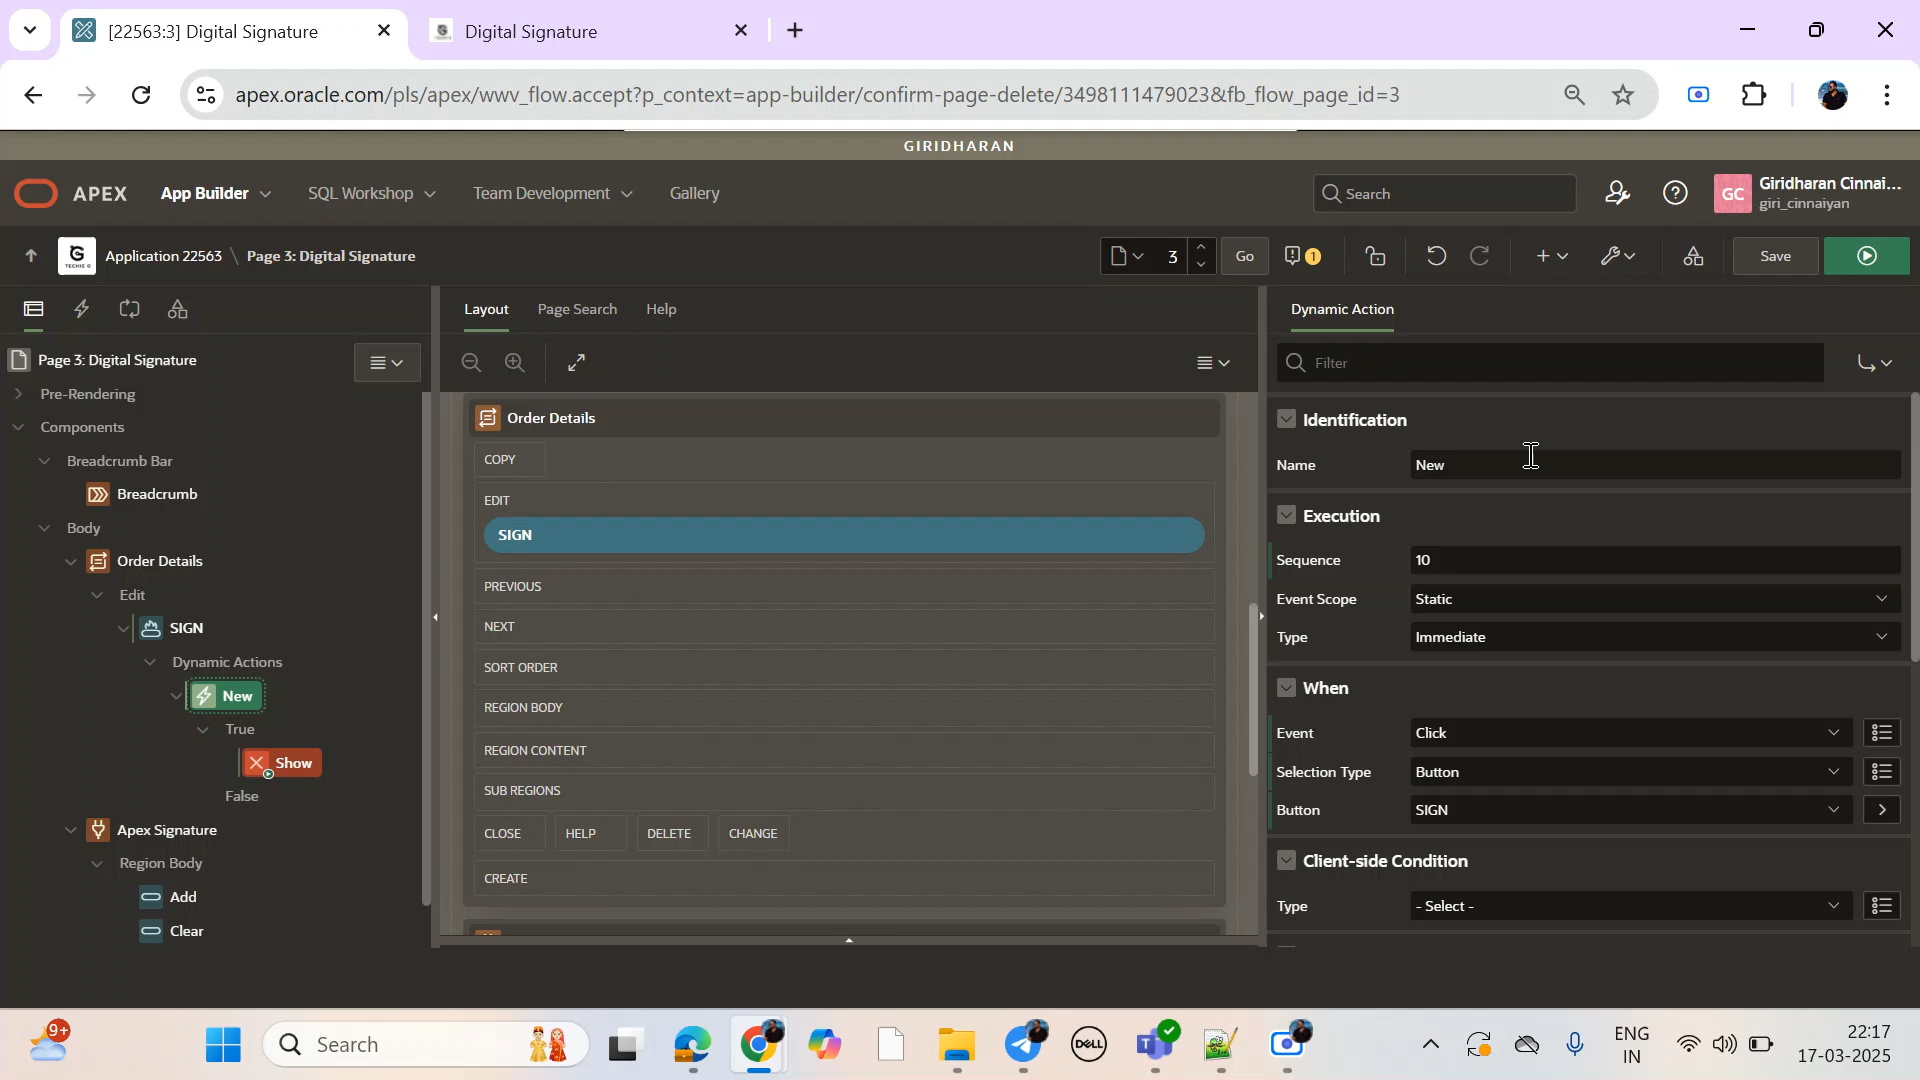 [22563:3] Digital Signature
Digital Signature
apex.oracle.com/pls/apex/wwv_flow.accept?p_context=app-builder/confirm-page-delete/3498111479023&fb_flow_page_id=3
GIRIDHARAN
APEX
App Builder
SQL Workshop
Team Development
Gallery
Search
GC
Giridharan Cinnai...
giri_cinnaiyan
G
TECHIE G
Application 22563 \ Page 3: Digital Signature
3
Go
1
Save
Layout
Page Search
Help
Dynamic Action
Page 3: Digital Signature
Filter
Pre-Rendering
Components
Breadcrumb Bar
Breadcrumb
Body
Order Details
Edit
SIGN
Dynamic Actions
New
True
Show
False
Apex Signature
Region Body
Add
Clear
Order Details
COPY
EDIT
SIGN
PREVIOUS
NEXT
SORT ORDER
REGION BODY
REGION CONTENT
SUB REGIONS
CLOSE
HELP
DELETE
CHANGE
CREATE
Identification
Name
New
Execution
Sequence
10
Event Scope
Static
Type
Immediate
When
Event
Click
Selection Type
Button
Button
SIGN
Client-side Condition
Type
- Select -
9+
Search
DELL
ENG
IN
22:17
17-03-2025